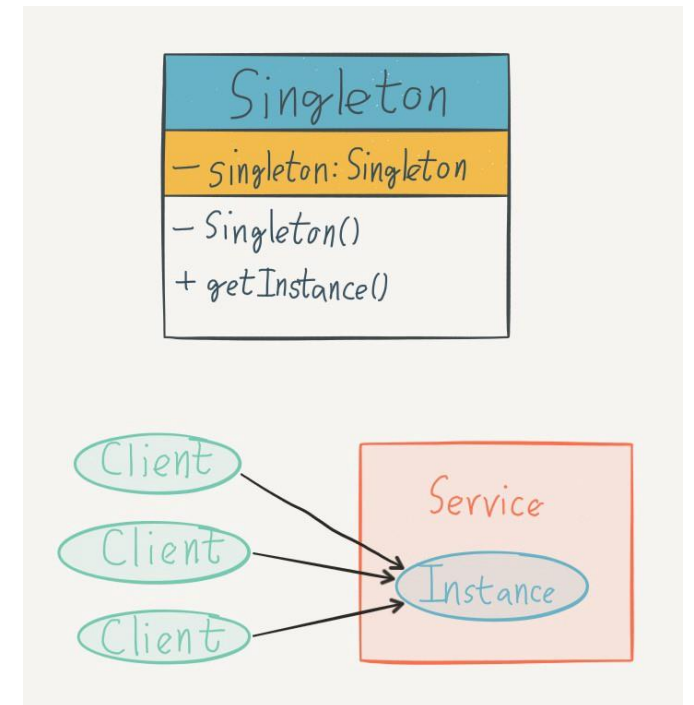 Singleton
- singleton: Singleton
- Singleton()
+ getInstance()
Client
Client
Client
Service
Instance